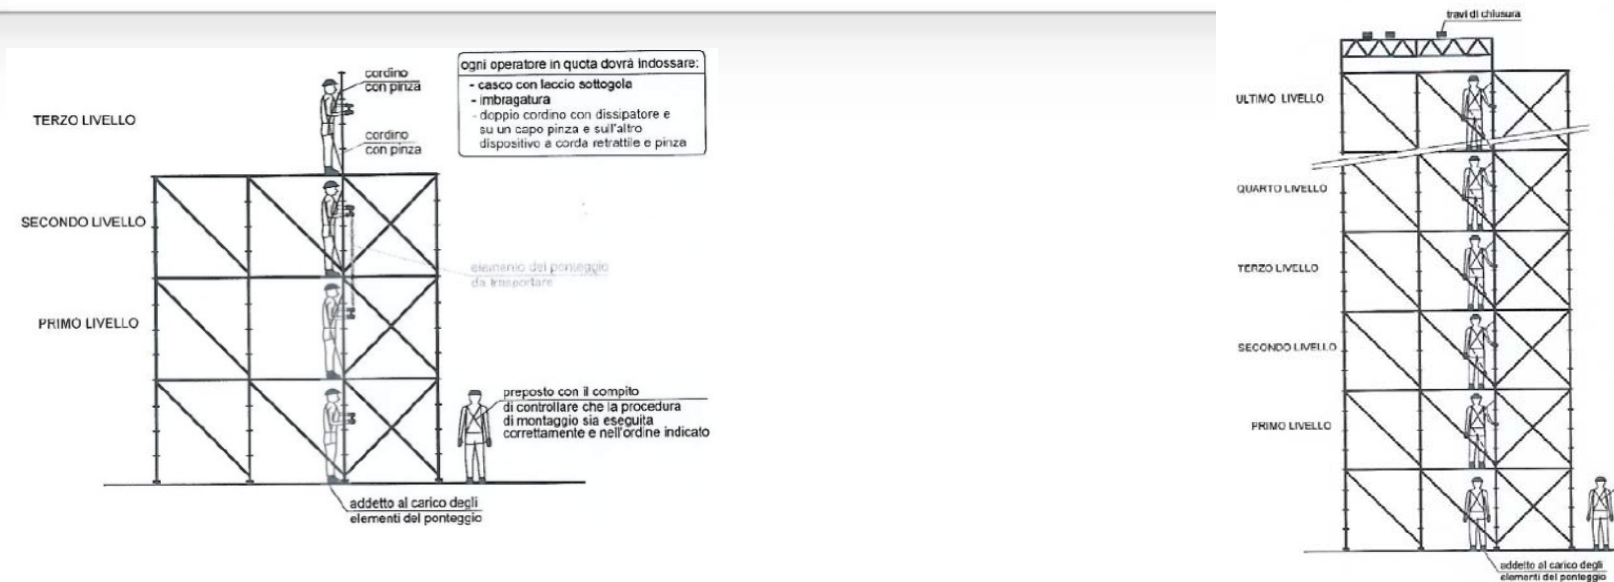 cordino
con pinza
TERZO LIVELLO
cordino
con pinza
ogni operatore in quota dovrà indossare:
- casco con laccio sottogola
- imbragatura
- doppio cordino con dissipatore e
su un capo pinza e sull'altro
dispositivo a corda retrattile e pinza
SECONDO LIVELLO
elemento del ponteggio
da trasportare
PRIMO LIVELLO
preposto con il compito
di controllare che la procedura
di montaggio sia eseguita
correttamente e nell'ordine indicato
addetto al carico degli
elementi del ponteggio
travi di chiusura
ULTIMO LIVELLO
QUARTO LIVELLO
TERZO LIVELLO
SECONDO LIVELLO
PRIMO LIVELLO
addetto al carico degli
elementi del ponteggio